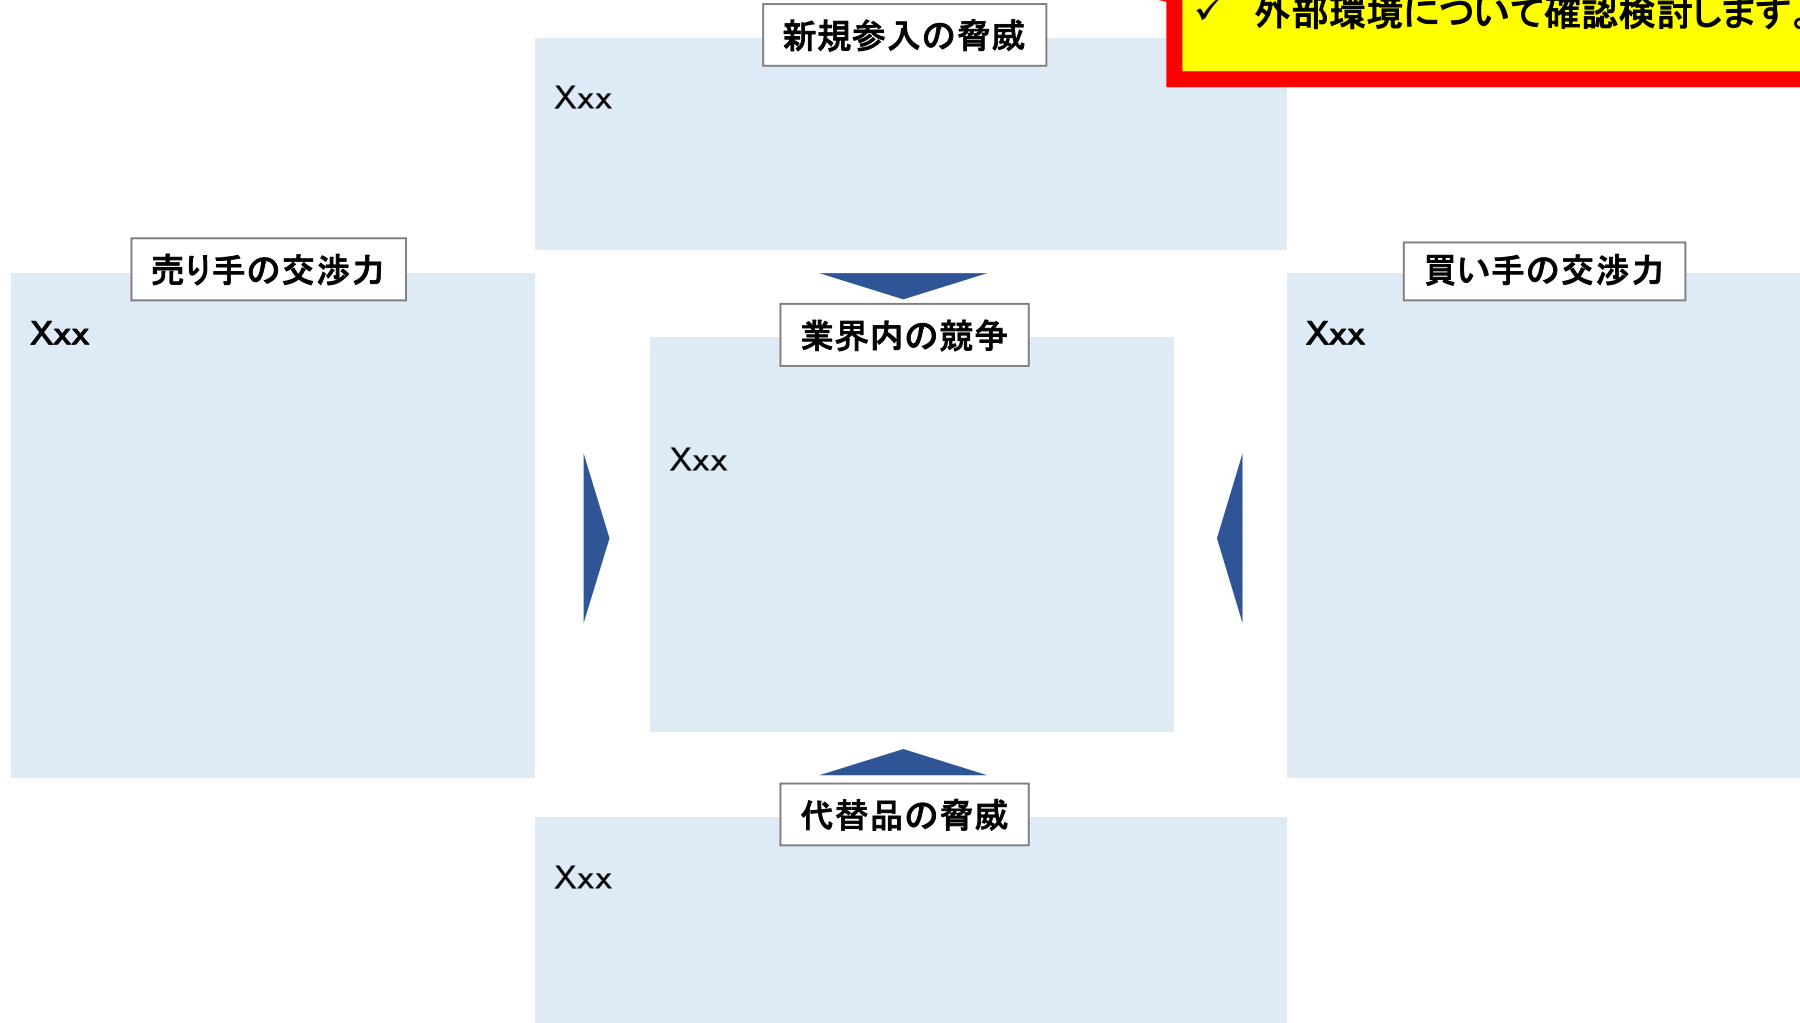 ✓ 外部環境について確認検討します。
新規参入の脅威
Xxx
売り手の交渉力
Xxx
業界内の競争
Xxx
買い手の交渉力
Xxx
代替品の脅威
Xxx